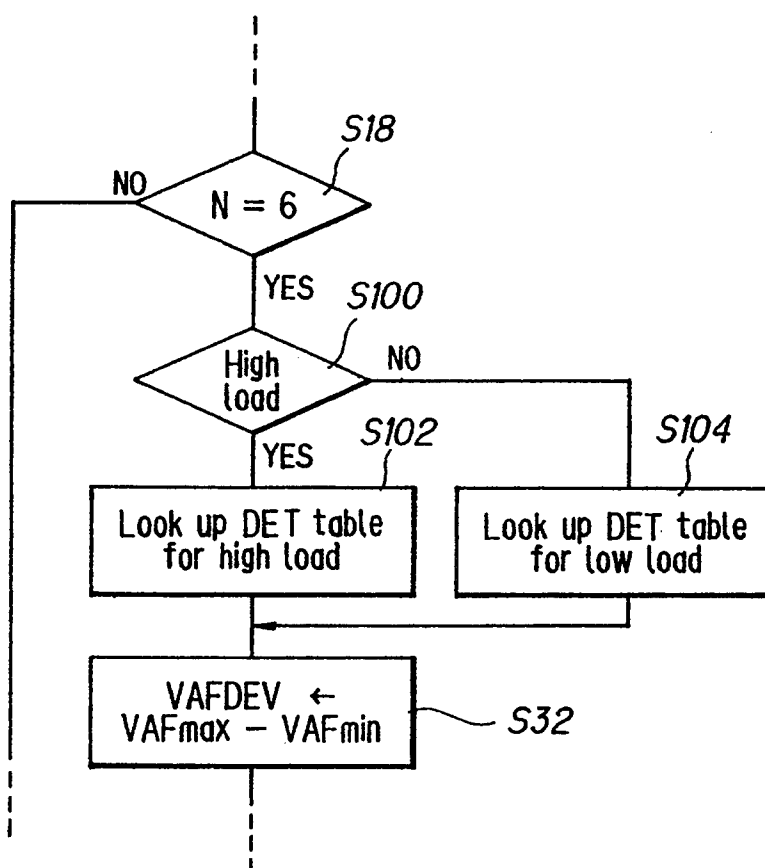 S18
NO
N = 6
YES
S100
High
load
NO
YES
S102
S104
Look up DET table
for high load
Look up DET table
for low load
VAFDEV ←
VAFmax – VAFmin
S32